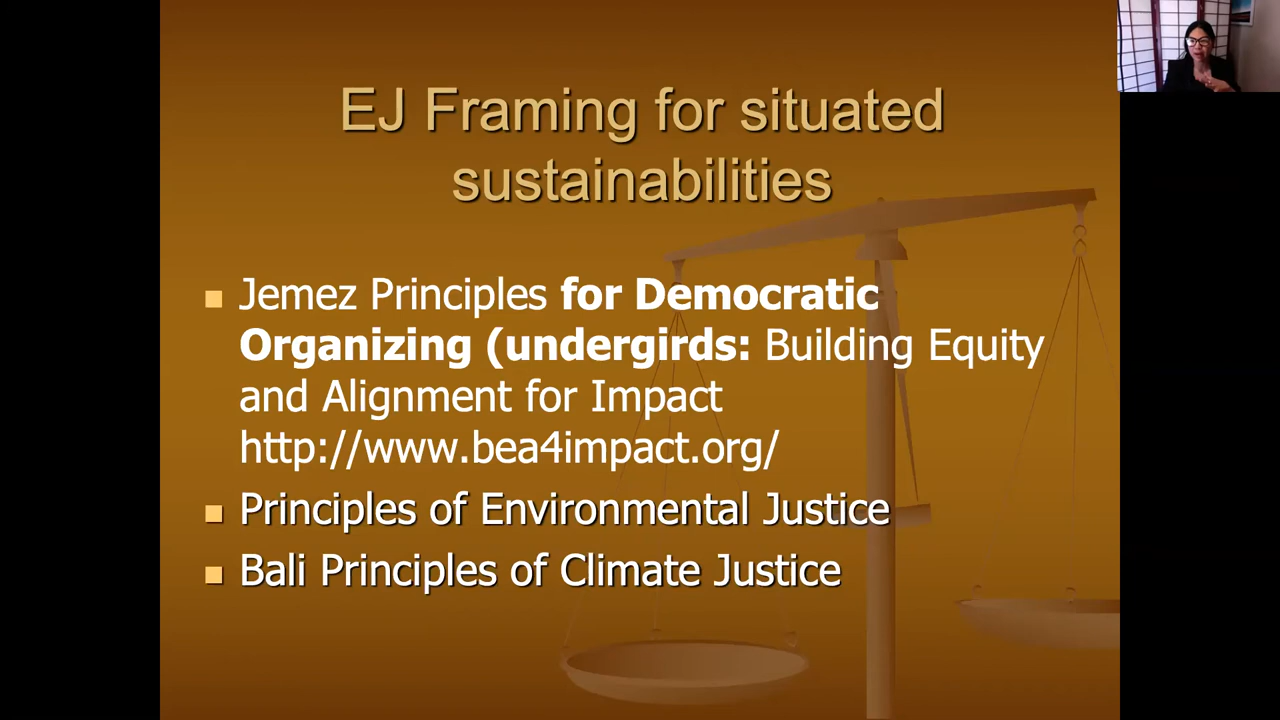 EJ Framing for situated
sustainabilities
Jemez Principles for Democratic
Organizing (undergirds: Building Equity
and Alignment for Impact
http://www.bea4impact.org/
Principles of Environmental Justice
Bali Principles of Climate Justice